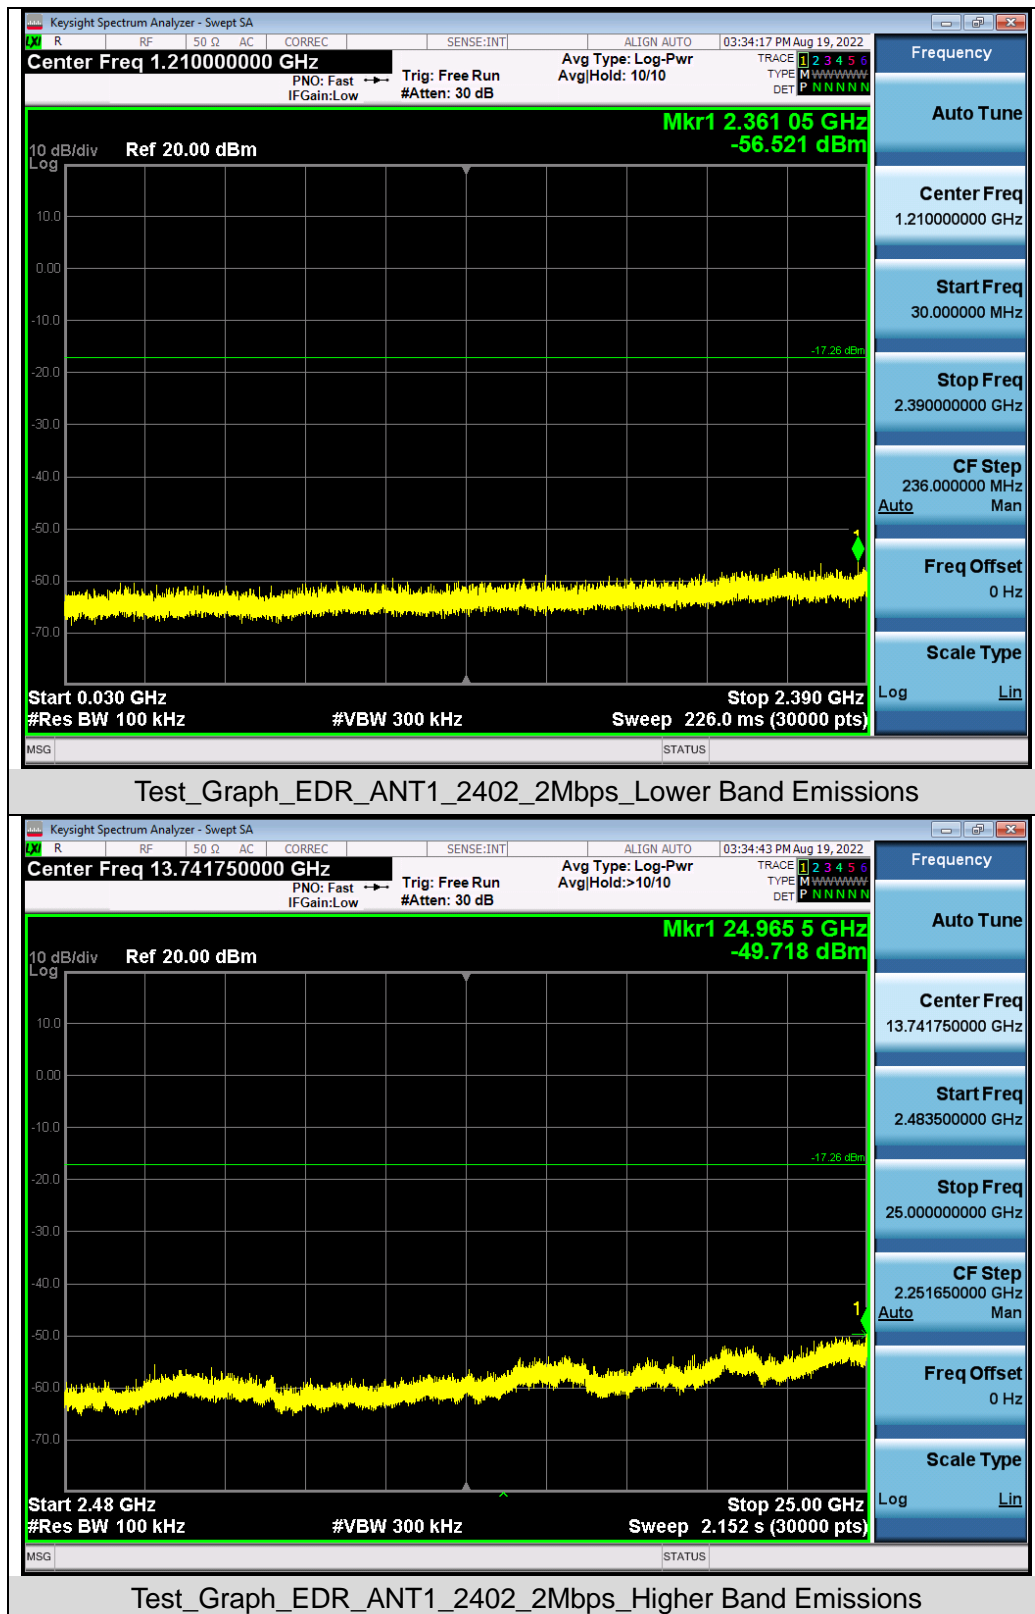 Keysight Spectrum Analyzer - Swept SA
LXI R RF 50 Ω AC CORREC SENSE:INT ALIGN AUTO 03:34:17 PM Aug 19, 2022
Center Freq 1.210000000 GHz
PNO: Fast
IFGain:Low
Trig: Free Run
#Atten: 30 dB
Avg Type: Log-Pwr
Avg|Hold: 10/10
TRACE 1 2 3 4 5 6
TYPE M WWWWW
DET P N N N N N
Mkr1 2.361 05 GHz
-56.521 dBm
10 dB/div Ref 20.00 dBm
Log
10.0
0.00
-10.0
-17.26 dBm
-20.0
-30.0
-40.0
-50.0
1
-60.0
-70.0
Start 0.030 GHz Stop 2.390 GHz
#Res BW 100 kHz #VBW 300 kHz Sweep 226.0 ms (30000 pts)
MSG STATUS
Frequency
Auto Tune
Center Freq
1.210000000 GHz
Start Freq
30.000000 MHz
Stop Freq
2.390000000 GHz
CF Step
236.000000 MHz
Auto Man
Freq Offset
0 Hz
Scale Type
Log Lin
Test_Graph_EDR_ANT1_2402_2Mbps_Lower Band Emissions
Keysight Spectrum Analyzer - Swept SA
LXI R RF 50 Ω AC CORREC SENSE:INT ALIGN AUTO 03:34:43 PM Aug 19, 2022
Center Freq 13.741750000 GHz
PNO: Fast
IFGain:Low
Trig: Free Run
#Atten: 30 dB
Avg Type: Log-Pwr
Avg|Hold:>10/10
TRACE 1 2 3 4 5 6
TYPE M WWWWW
DET P N N N N N
Mkr1 24.965 5 GHz
-49.718 dBm
10 dB/div Ref 20.00 dBm
Log
10.0
0.00
-10.0
-17.26 dBm
-20.0
-30.0
-40.0
1
-50.0
-60.0
-70.0
Start 2.48 GHz Stop 25.00 GHz
#Res BW 100 kHz #VBW 300 kHz Sweep 2.152 s (30000 pts)
MSG STATUS
Frequency
Auto Tune
Center Freq
13.741750000 GHz
Start Freq
2.483500000 GHz
Stop Freq
25.000000000 GHz
CF Step
2.251650000 GHz
Auto Man
Freq Offset
0 Hz
Scale Type
Log Lin
Test_Graph_EDR_ANT1_2402_2Mbps_Higher Band Emissions